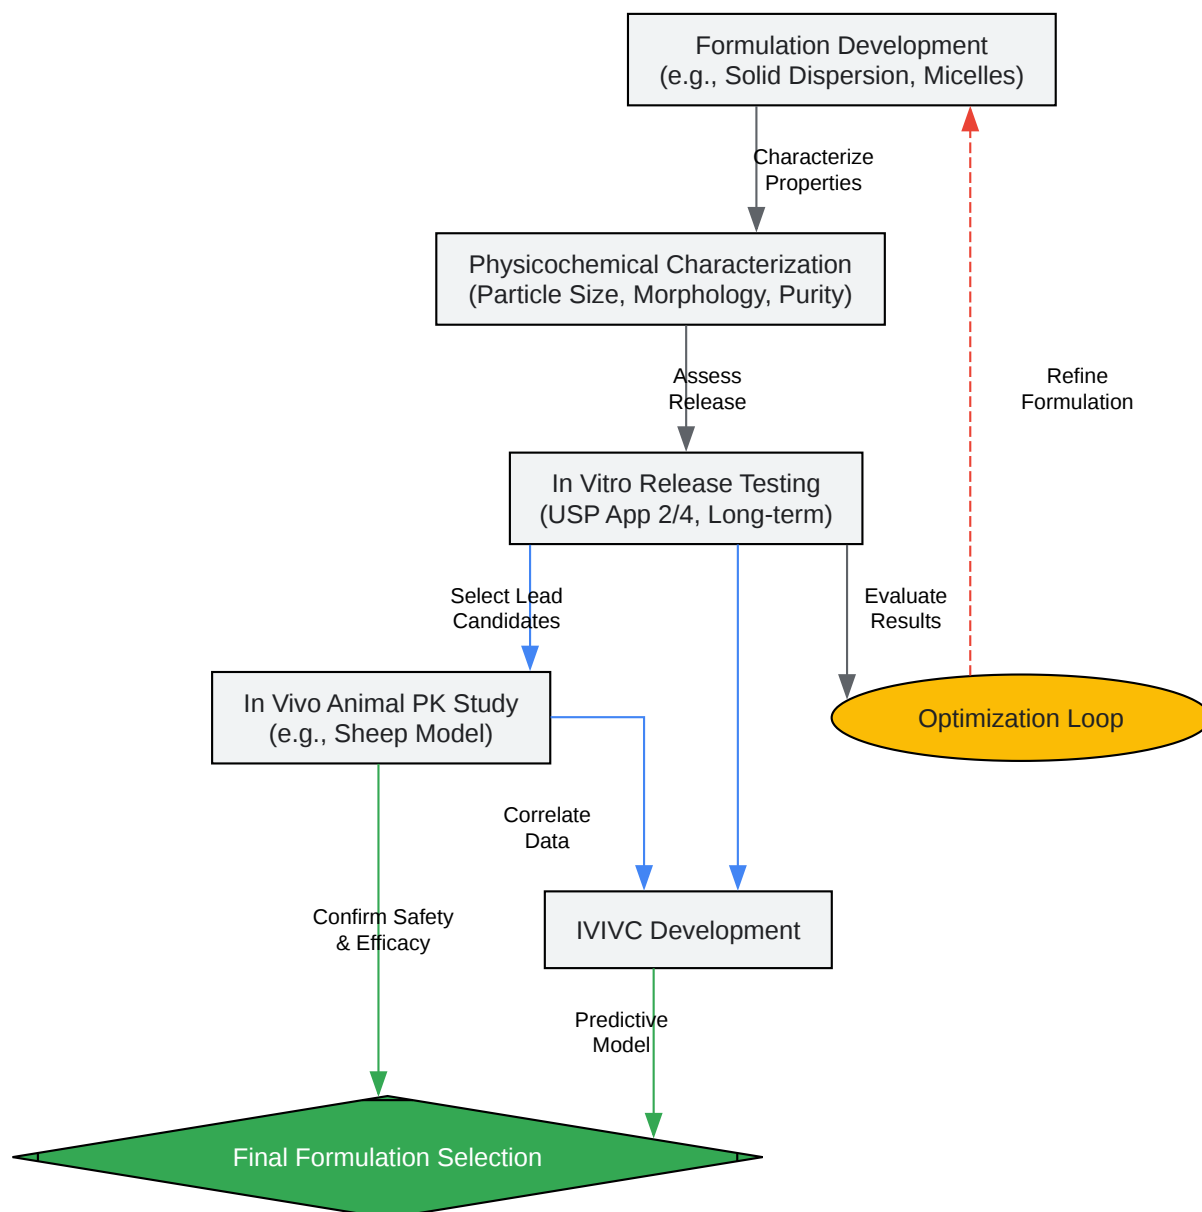 Formulation Development
(e.g., Solid Dispersion, Micelles)
Characterize
Properties
Physicochemical Characterization
(Particle Size, Morphology, Purity)
Assess
Release
Refine
Formulation
In Vitro Release Testing
(USP App 2/4, Long-term)
Select Lead
Candidates
Evaluate
Results
In Vivo Animal PK Study
(e.g., Sheep Model)
Optimization Loop
Correlate
Data
Confirm Safety
& Efficacy
IVIVC Development
Predictive
Model
Final Formulation Selection